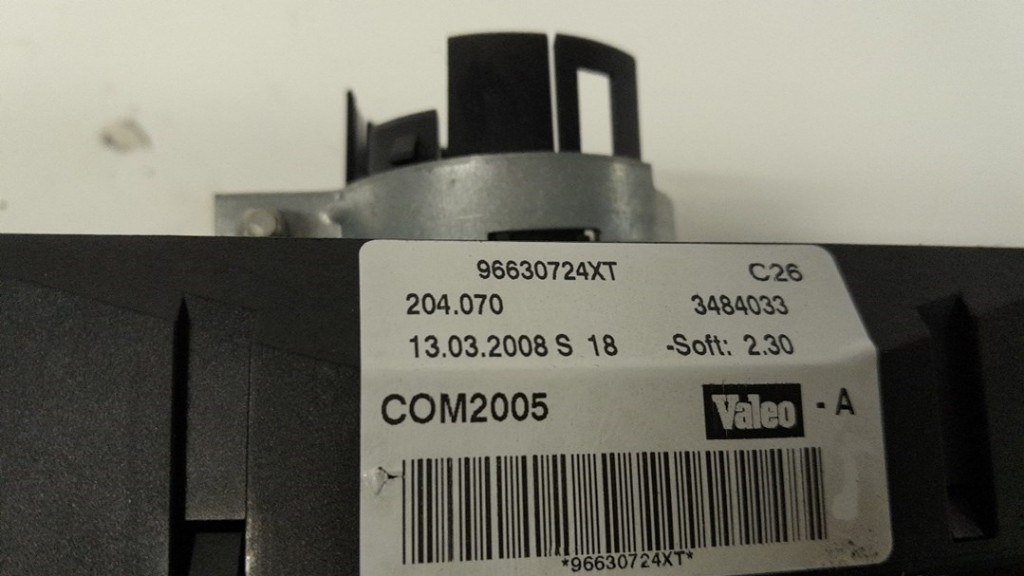 96630724XT C26
204.070 3484033
13.03.2008 S 18 -Soft: 2.30
COM2005 Valeo - A
*96630724XT*